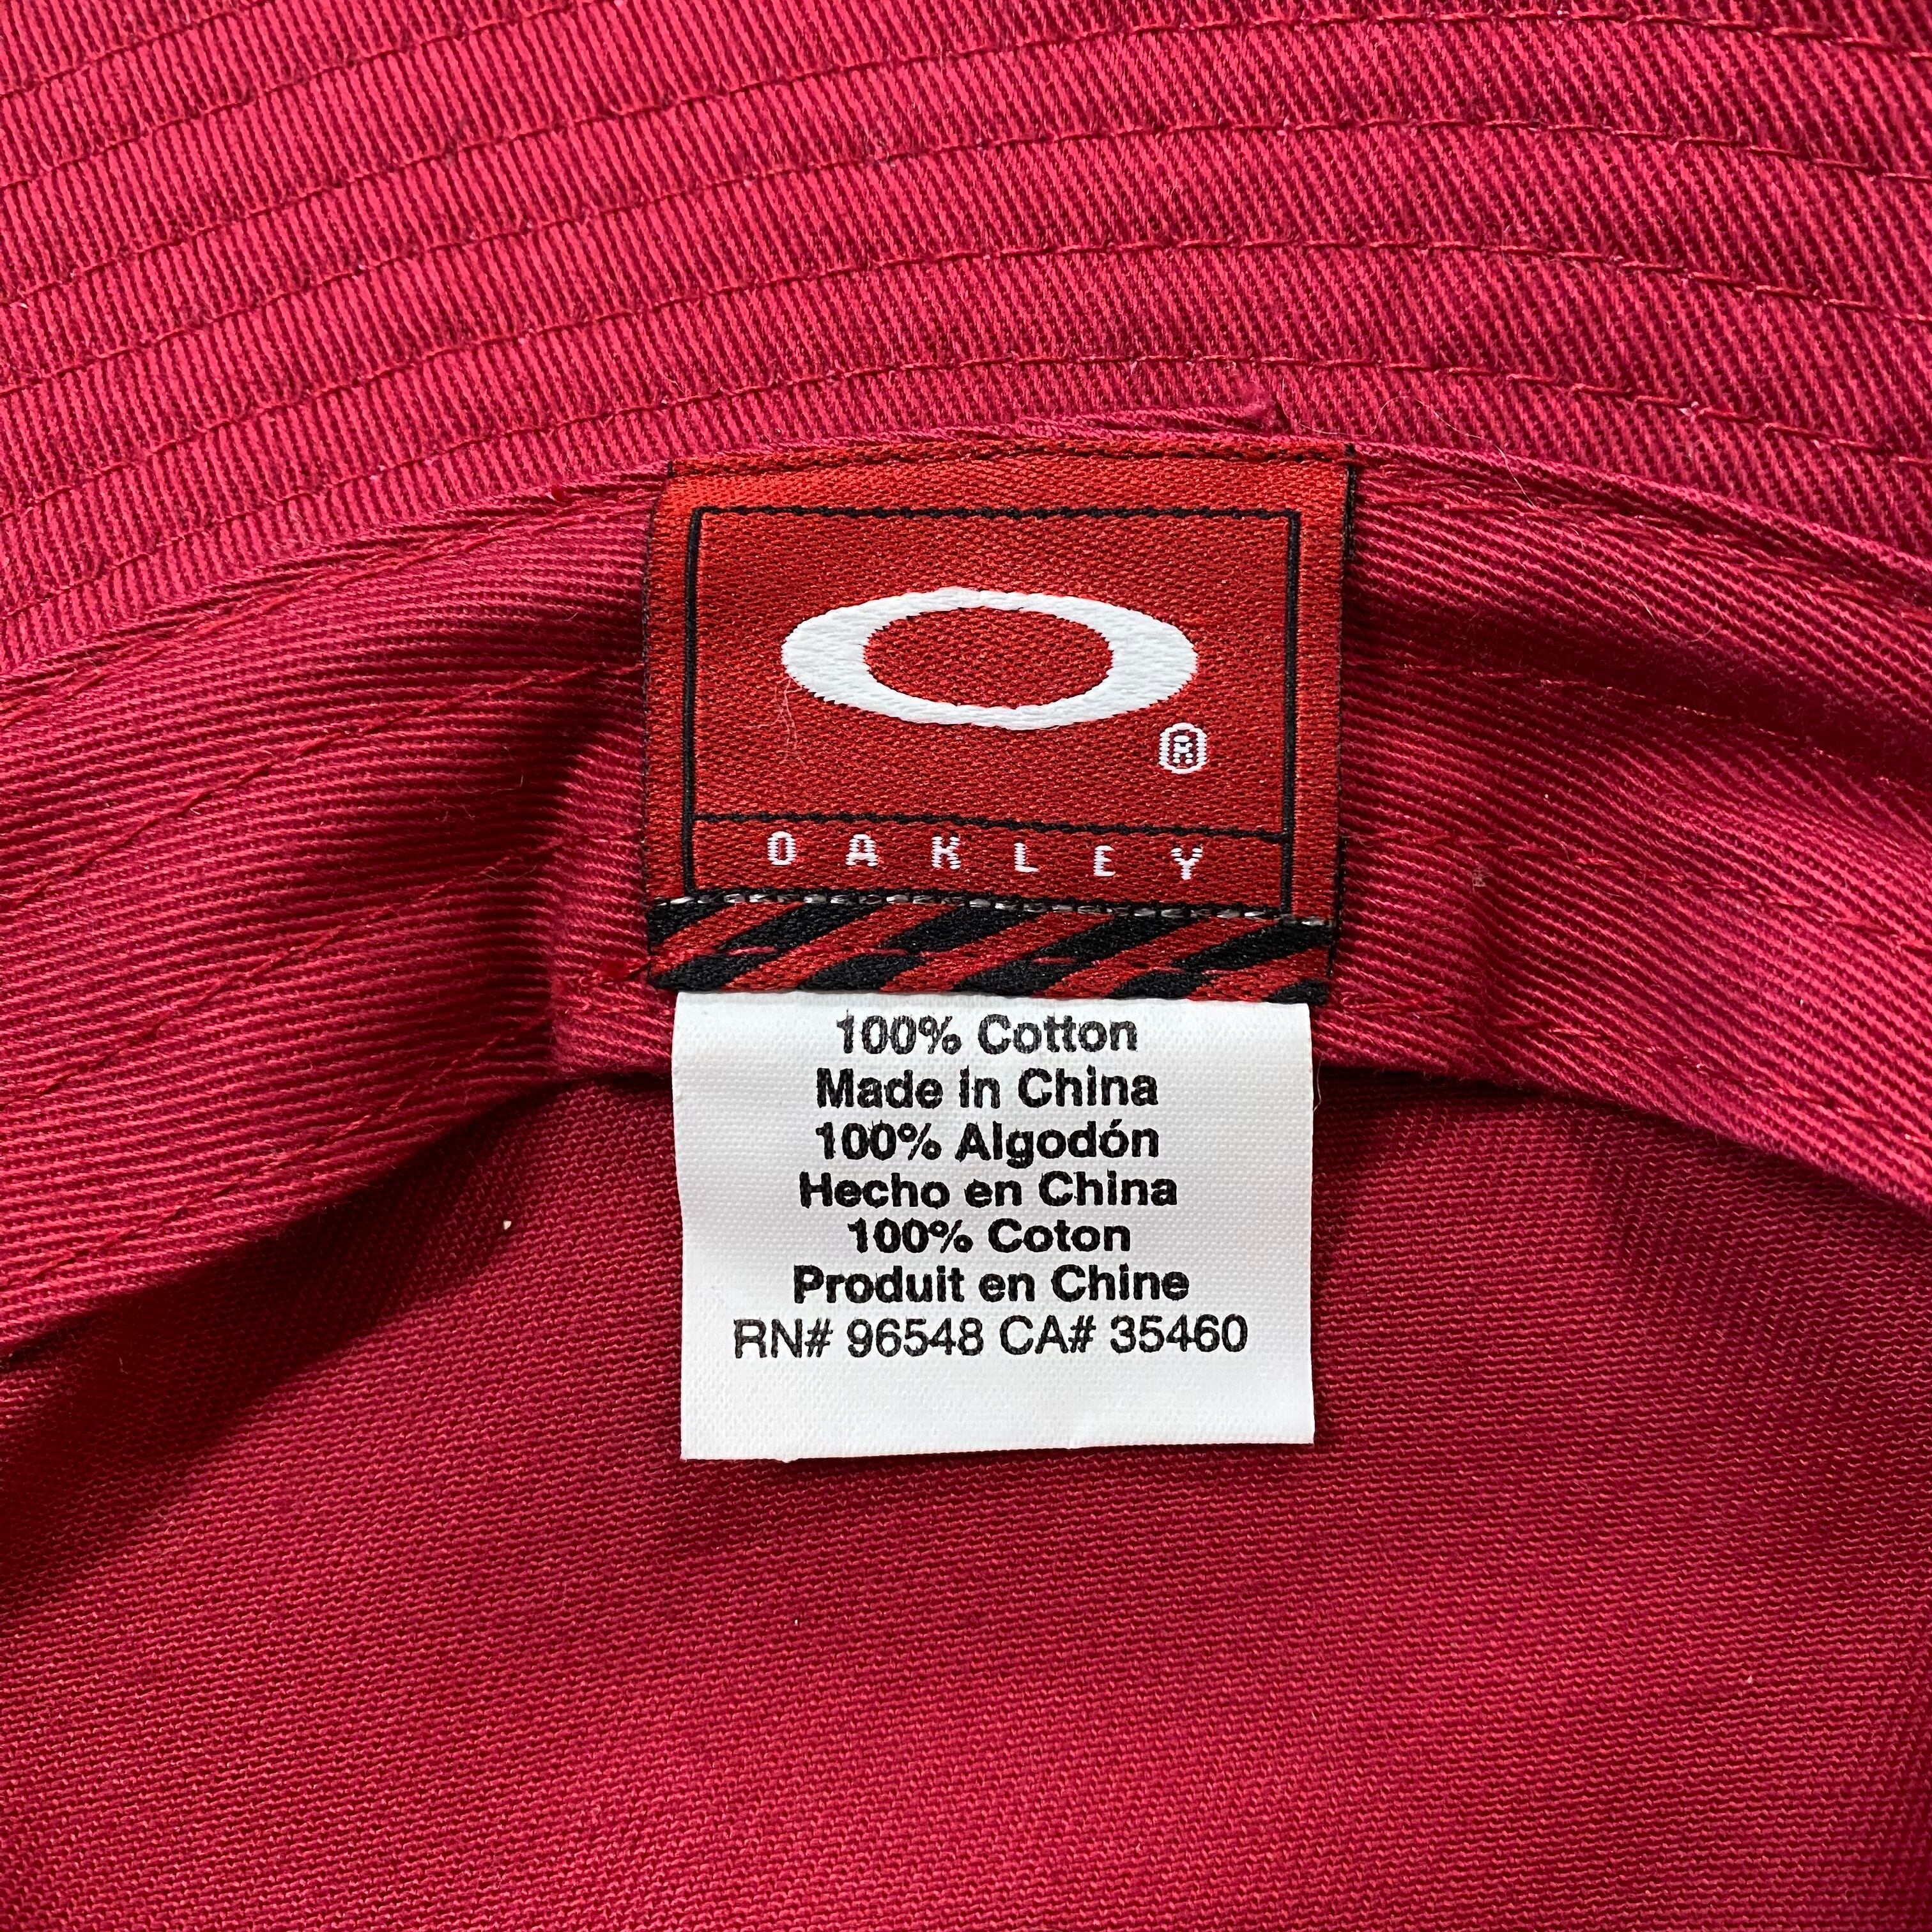 ®
OAKLEY
100% Cotton
Made in China
100% Algodón
Hecho en China
100% Coton
Produit en Chine
RN# 96548 CA# 35460